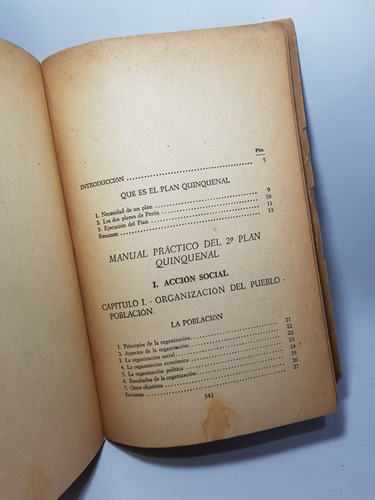 Pág.
INTRODUCCIÓN ........ 5
QUE ES EL PLAN QUINQUENAL
1. Necesidad de un plan ........ 9
2. Los dos planes de Perón ........ 10
3. Ejecución del Plan ........ 11
Resumen ........ 13
MANUAL PRÁCTICO DEL 2º PLAN
QUINQUENAL
I. ACCIÓN SOCIAL
CAPITULO I. - ORGANIZACIÓN DEL PUEBLO -
POBLACIÓN.
LA POBLACION
1. Principios de la organización ........ 21
2. Aspectos de la organización ........ 22
3. La organización social ........ 23
4. La organización económica ........ 24
5. La organización política ........ 25
6. Resultados de la organización ........ 26
7. Otros objetivos ........ 27
Resumen ........
341